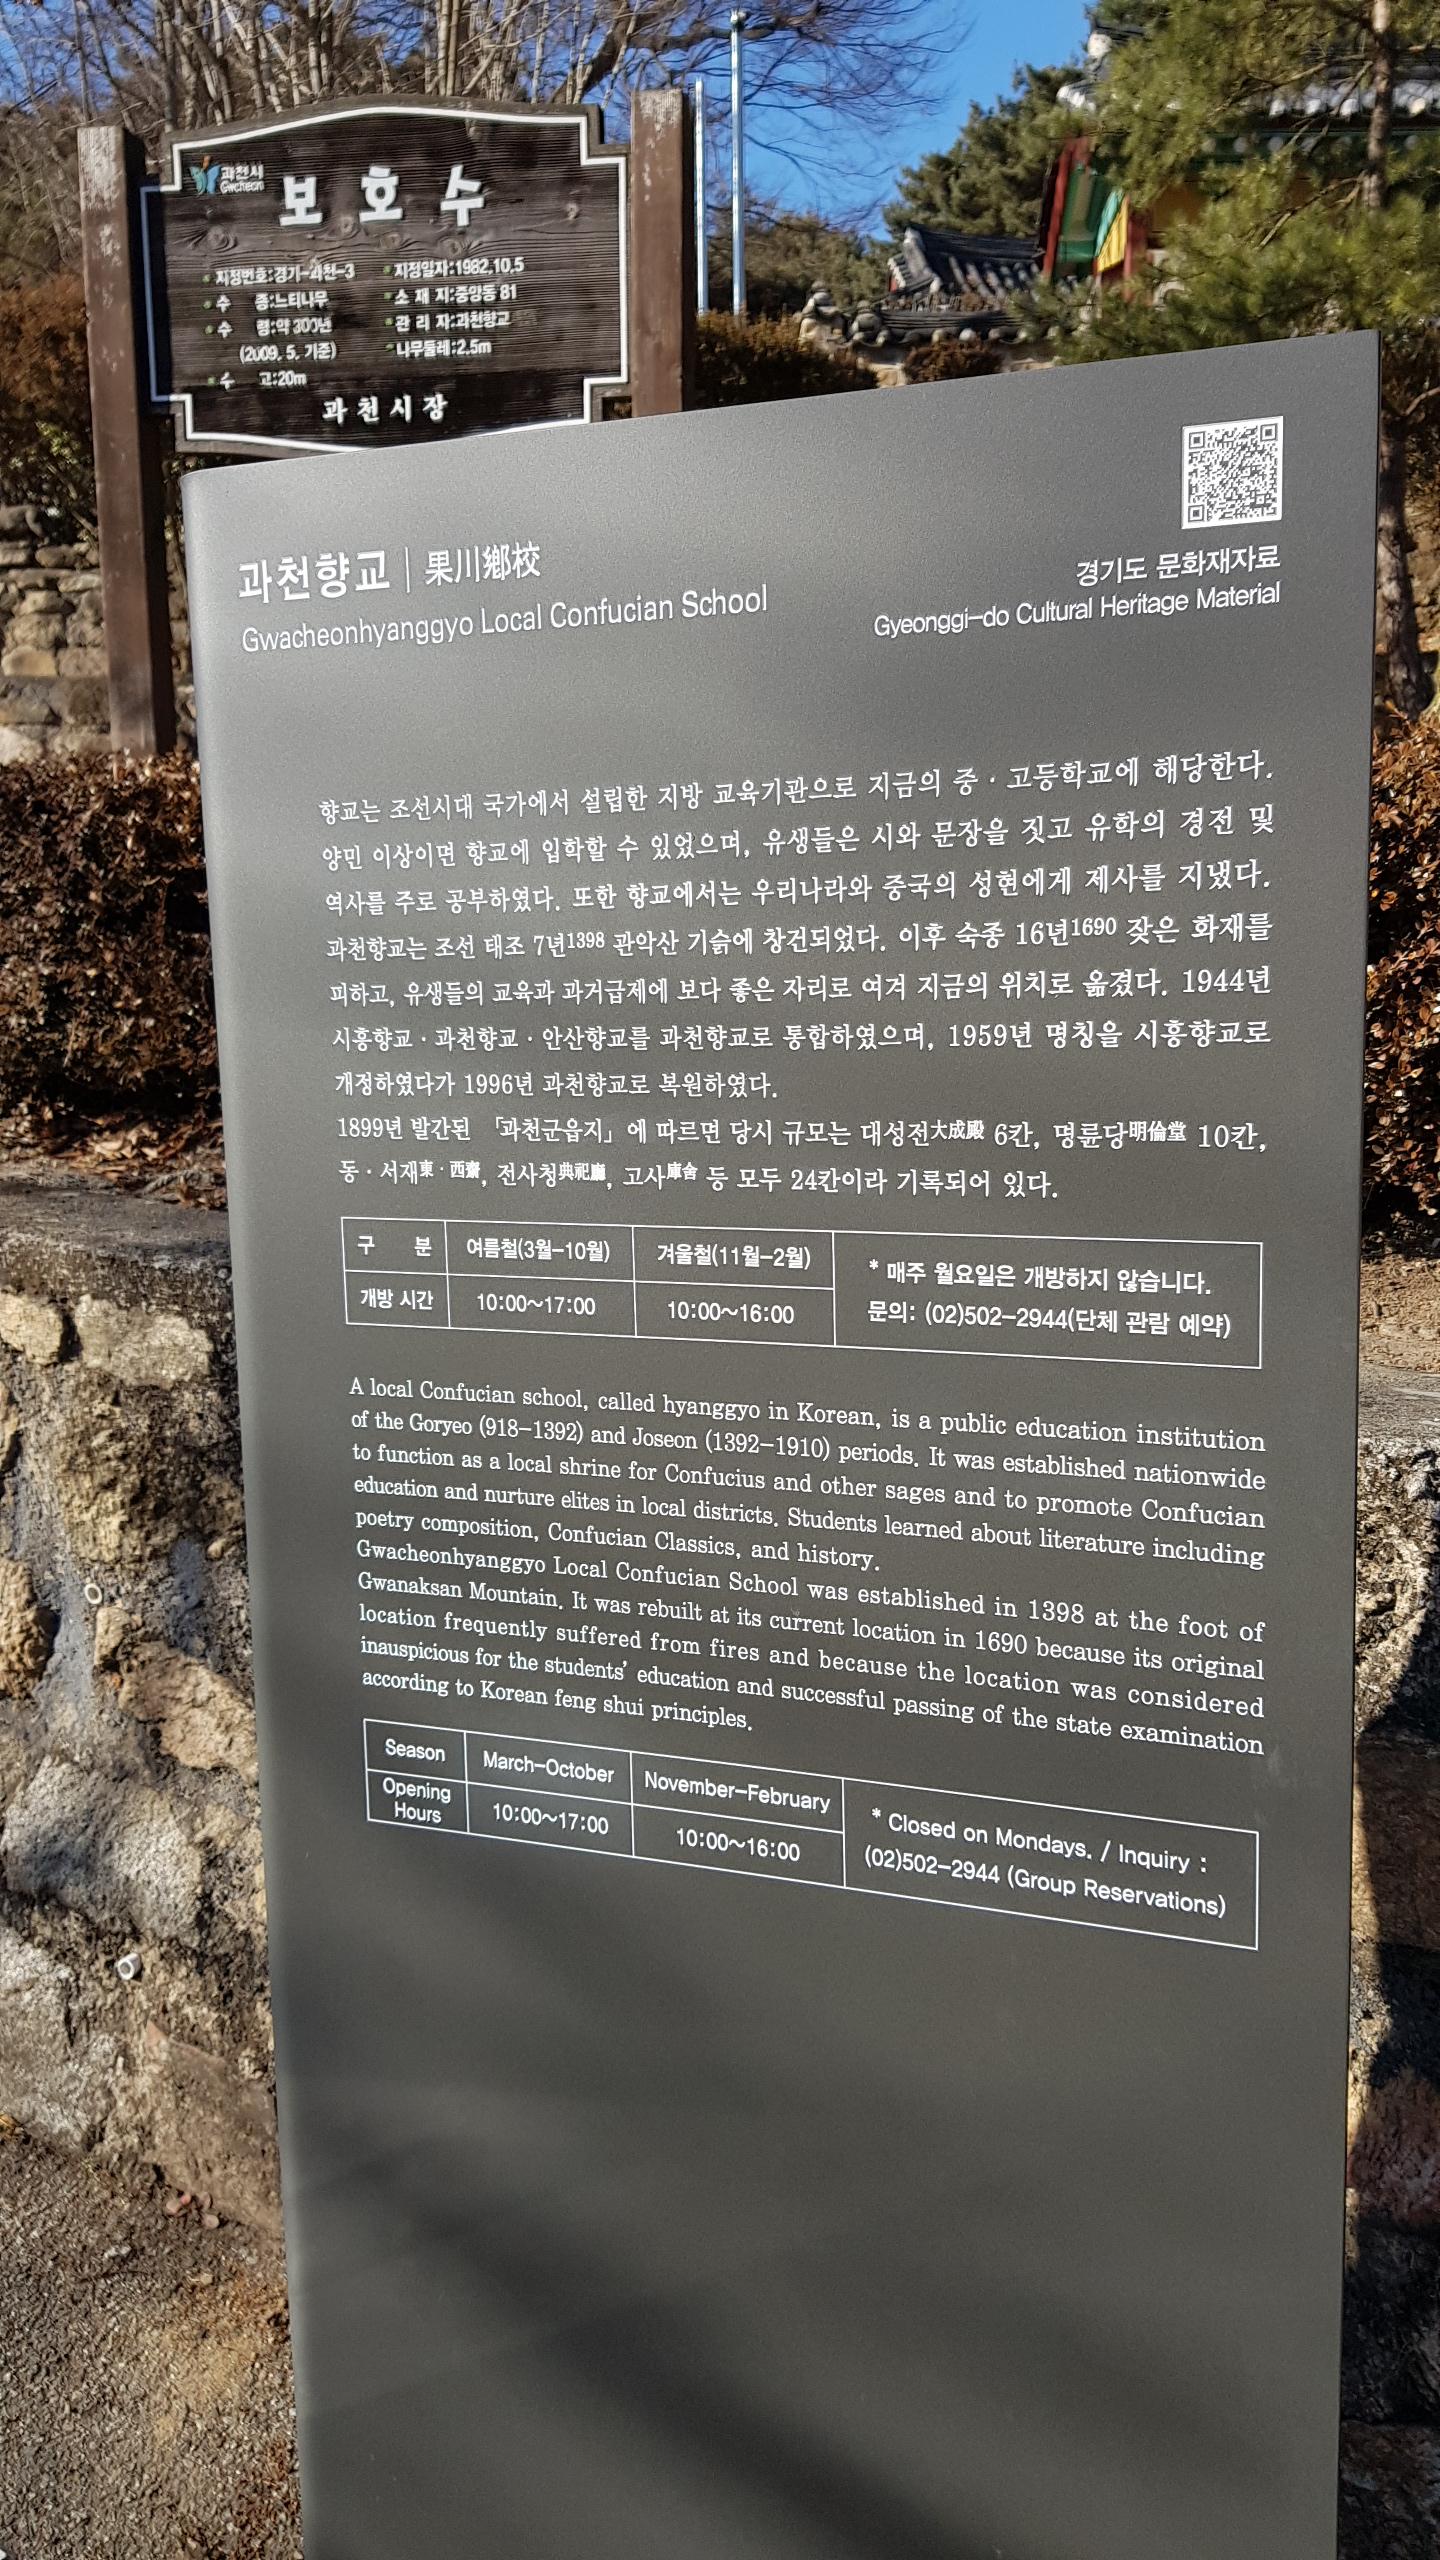 과천시
Gwcheon
보호수
지정번호:경기-과천-3
지정일자:1982.10.5
수 종:느티나무
소재지:중앙동 81
수 령:약 300년
관리자:과천향교
(2009. 5. 기준)
나무둘레:2.5m
수 고:20m
과천시장
과천향교 | 果川鄕校
Gwacheonhyanggyo Local Confucian School
경기도 문화재자료
Gyeonggi-do Cultural Heritage Material
향교는 조선시대 국가에서 설립한 지방 교육기관으로 지금의 중·고등학교에 해당한다.
양민 이상이면 향교에 입학할 수 있었으며, 유생들은 시와 문장을 짓고 유학의 경전 및
역사를 주로 공부하였다. 또한 향교에서는 우리나라와 중국의 성현에게 제사를 지냈다.
과천향교는 조선 태조 7년1398 관악산 기슭에 창건되었다. 이후 숙종 16년1690 잦은 화재를
피하고, 유생들의 교육과 과거급제에 보다 좋은 자리로 여겨 지금의 위치로 옮겼다. 1944년
시흥향교·과천향교·안산향교를 과천향교로 통합하였으며, 1959년 명칭을 시흥향교로
개정하였다가 1996년 과천향교로 복원하였다.
1899년 발간된 「과천군읍지」에 따르면 당시 규모는 대성전大成殿 6칸, 명륜당明倫堂 10칸,
동·서재東·西齋, 전사청典祀廳, 고사庫舍 등 모두 24칸이라 기록되어 있다.
구 분 여름철(3월-10월) 겨울철(11월-2월)
* 매주 월요일은 개방하지 않습니다.
개방 시간 10:00~17:00 10:00~16:00
문의: (02)502-2944(단체 관람 예약)
A local Confucian school, called hyanggyo in Korean, is a public education institution
of the Goryeo (918-1392) and Joseon (1392-1910) periods. It was established nationwide
to function as a local shrine for Confucius and other sages and to promote Confucian
education and nurture elites in local districts. Students learned about literature including
poetry composition, Confucian Classics, and history.
Gwacheonhyanggyo Local Confucian School was established in 1398 at the foot of
Gwanaksan Mountain. It was rebuilt at its current location in 1690 because its original
location frequently suffered from fires and because the location was considered
inauspicious for the students' education and successful passing of the state examination
according to Korean feng shui principles.
Season March-October November-February
* Closed on Mondays. / Inquiry :
Opening Hours 10:00~17:00 10:00~16:00
(02)502-2944 (Group Reservations)